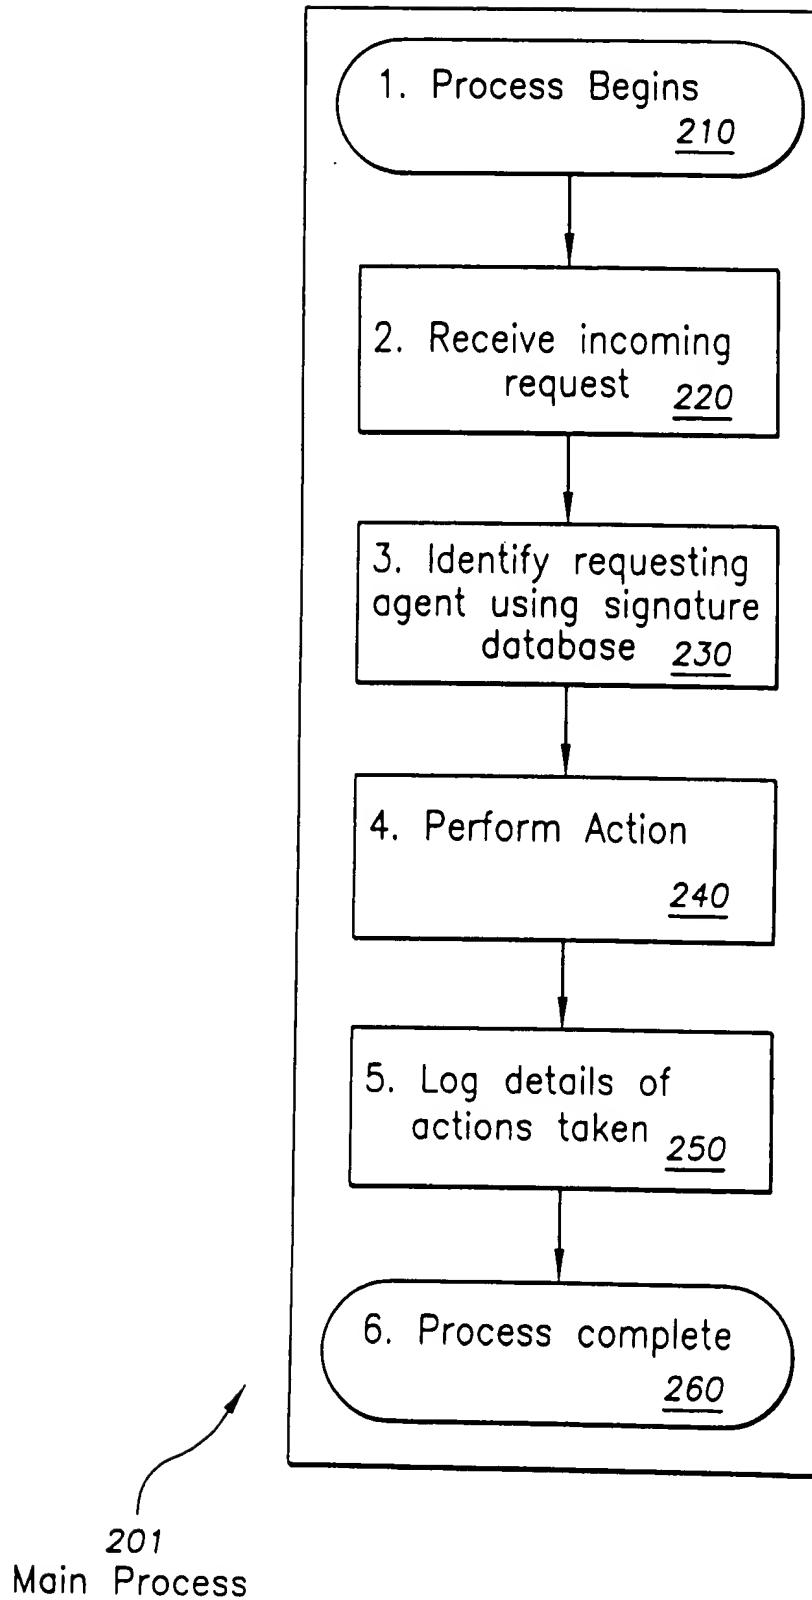 1. Process Begins
210
2. Receive incoming
request 220
3. Identify requesting
agent using signature
database 230
4. Perform Action
240
5. Log details of
actions taken 250
6. Process complete
260
201
Main Process